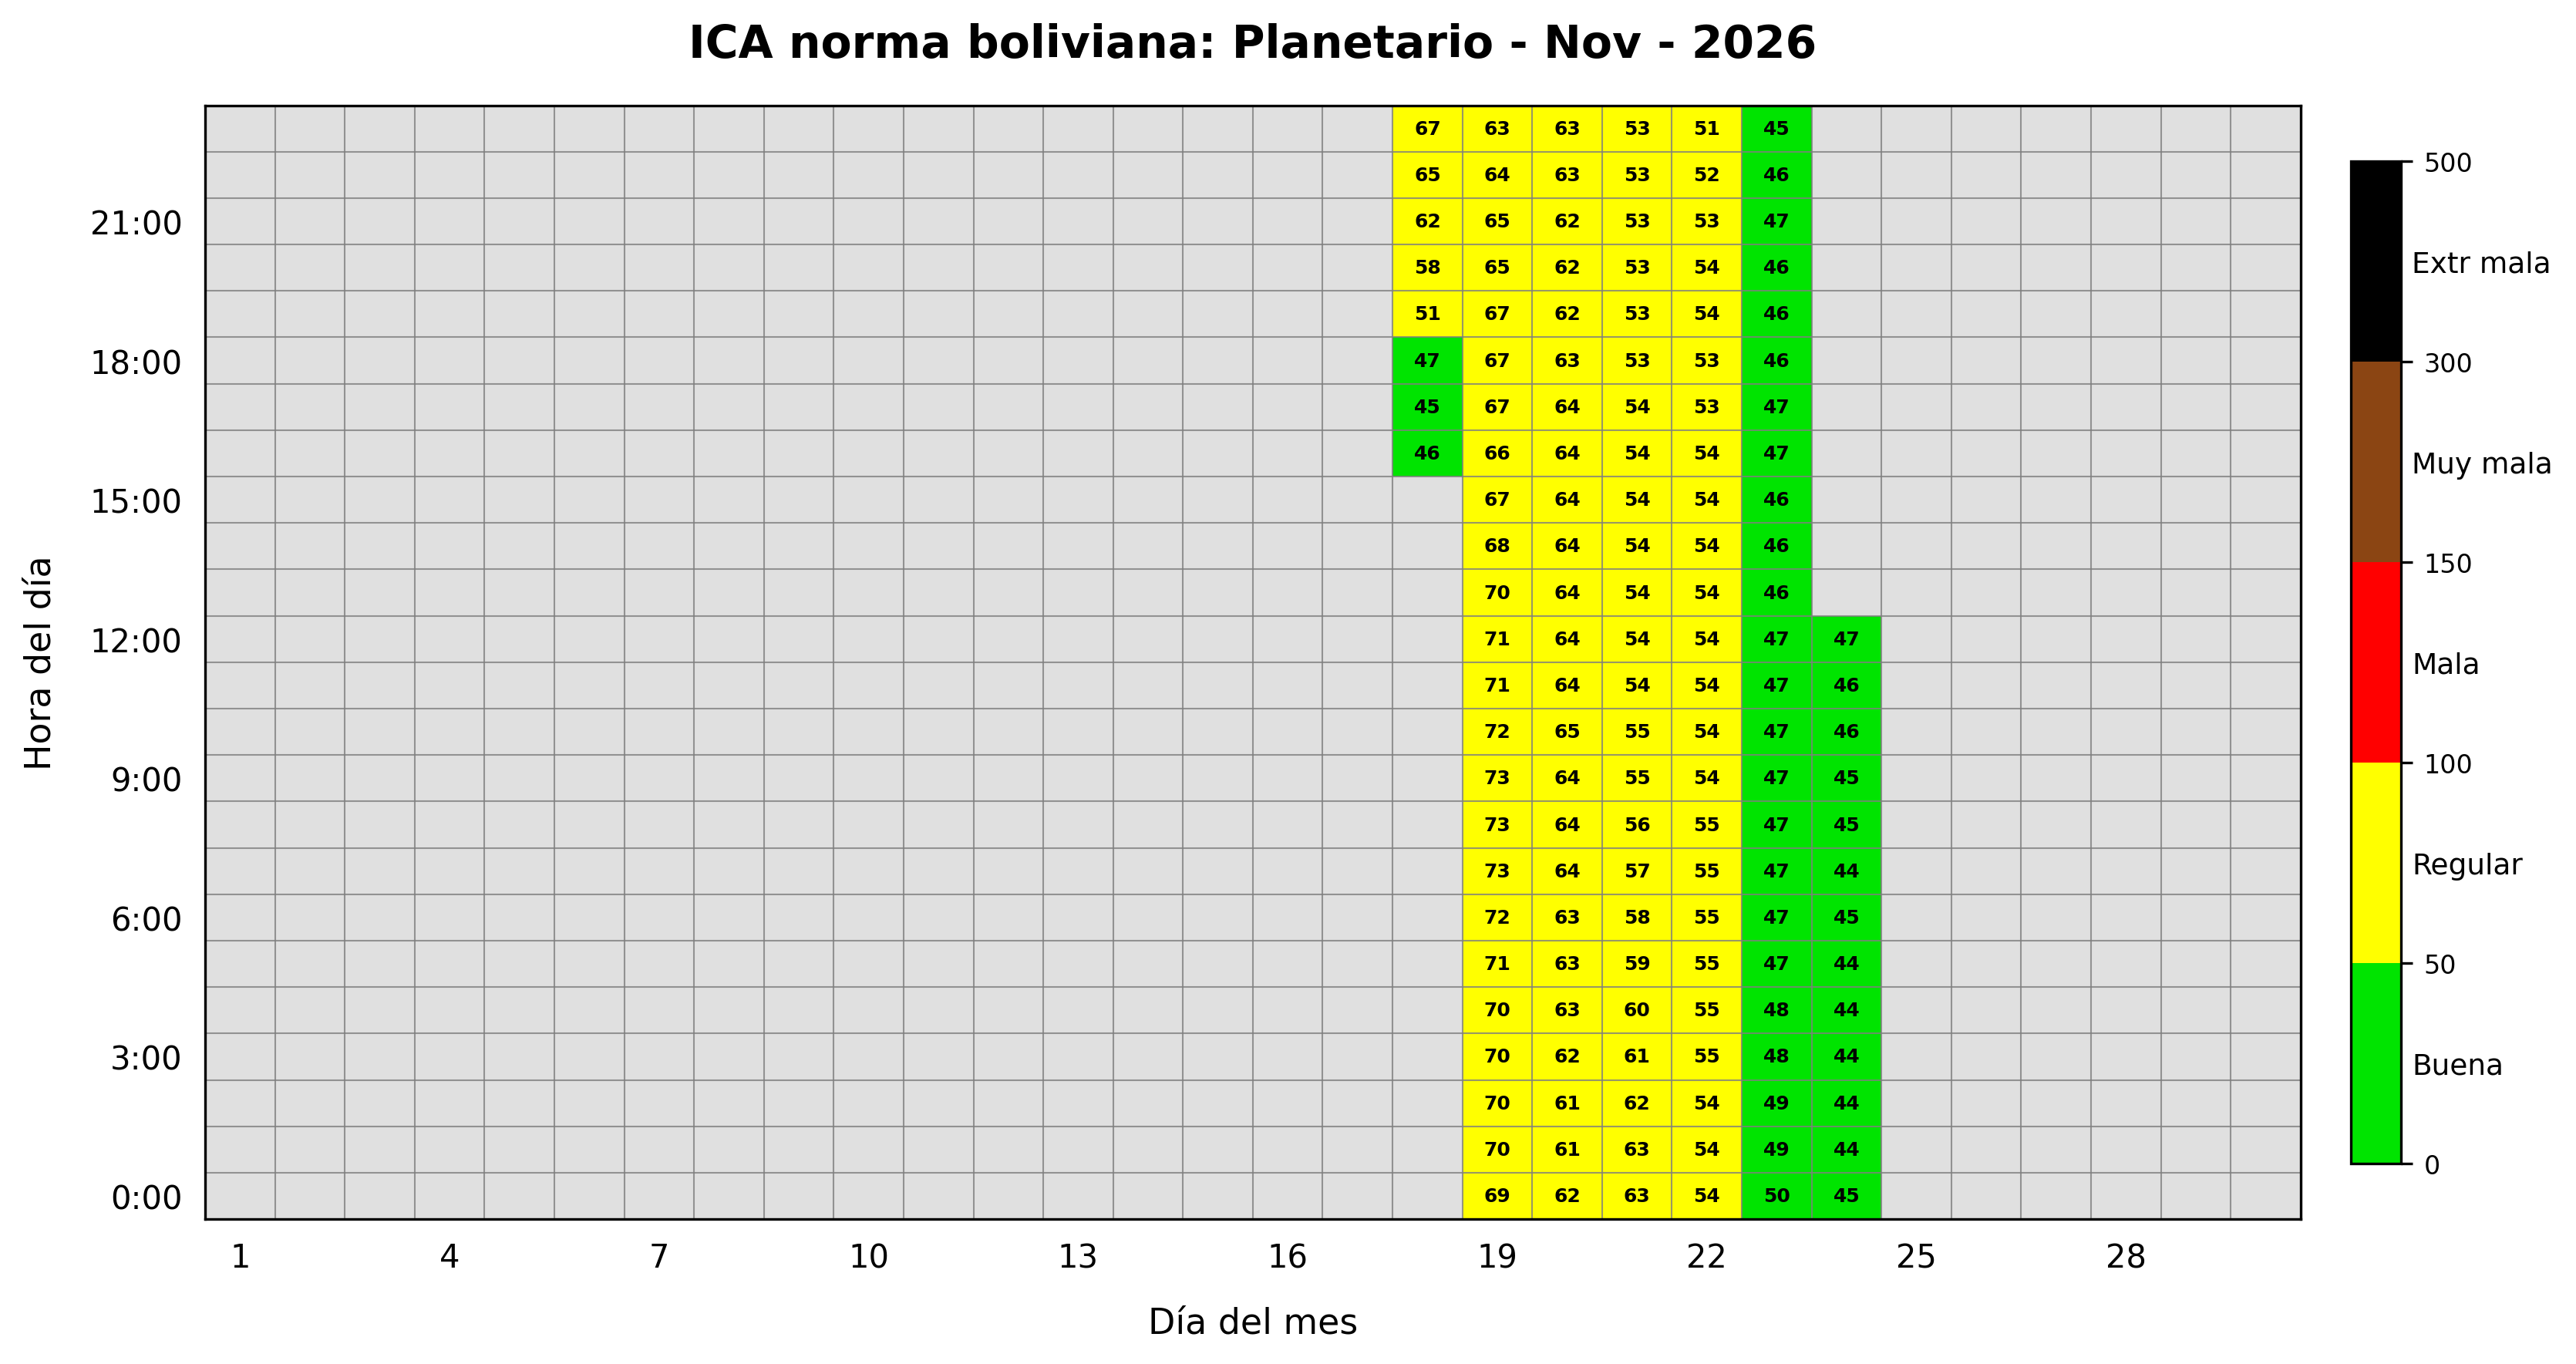 ICA norma boliviana: Planetario - Nov - 2026
67 63 63 53 51 45
65 64 63 53 52 46
21:00 62 65 62 53 53 47
58 65 62 53 54 46
51 67 62 53 54 46
18:00 47 67 63 53 53 46
45 67 64 54 53 47
46 66 64 54 54 47
15:00 67 64 54 54 46
68 64 54 54 46
70 64 54 54 46
12:00 71 64 54 54 47 47
71 64 54 54 47 46
72 65 55 54 47 46
9:00 73 64 55 54 47 45
73 64 56 55 47 45
73 64 57 55 47 44
6:00 72 63 58 55 47 45
71 63 59 55 47 44
70 63 60 55 48 44
3:00 70 62 61 55 48 44
70 61 62 54 49 44
70 61 63 54 49 44
0:00 69 62 63 54 50 45
1 4 7 10 13 16 19 22 25 28
Día del mes
Hora del día
500
Extr mala
300
Muy mala
150
Mala
100
Regular
50
Buena
0